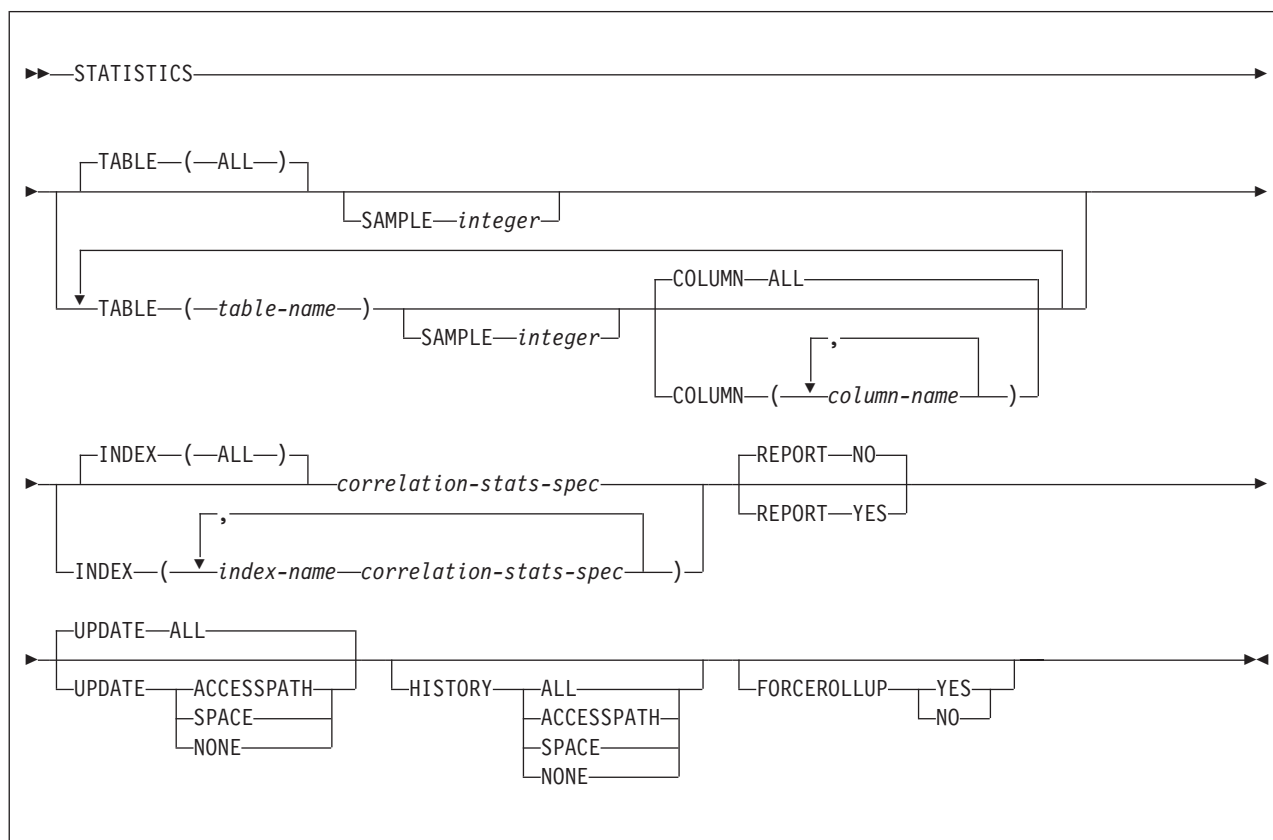 STATISTICS
TABLE ( ALL )
SAMPLE integer
TABLE ( table-name )
SAMPLE integer
COLUMN ALL
,
COLUMN ( column-name )
INDEX ( ALL )
correlation-stats-spec
,
INDEX ( index-name correlation-stats-spec )
REPORT NO
REPORT YES
UPDATE ALL
UPDATE ACCESSPATH
SPACE
NONE
HISTORY ALL
ACCESSPATH
SPACE
NONE
FORCEROLLUP YES
NO